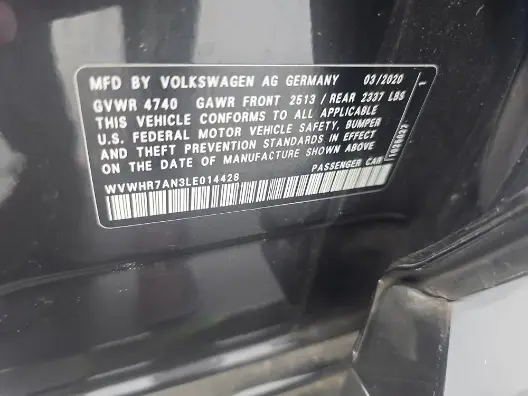 MFD BY VOLKSWAGEN AG GERMANY 03/2020
GVWR 4740 GAWR FRONT 2513 / REAR 2337 LBS
THIS VEHICLE CONFORMS TO ALL APPLICABLE
U.S. FEDERAL MOTOR VEHICLE SAFETY, BUMPER
AND THEFT PREVENTION STANDARDS IN EFFECT
ON THE DATE OF MANUFACTURE SHOWN ABOVE
WVWHR7AN3LE014428 PASSENGER CAR